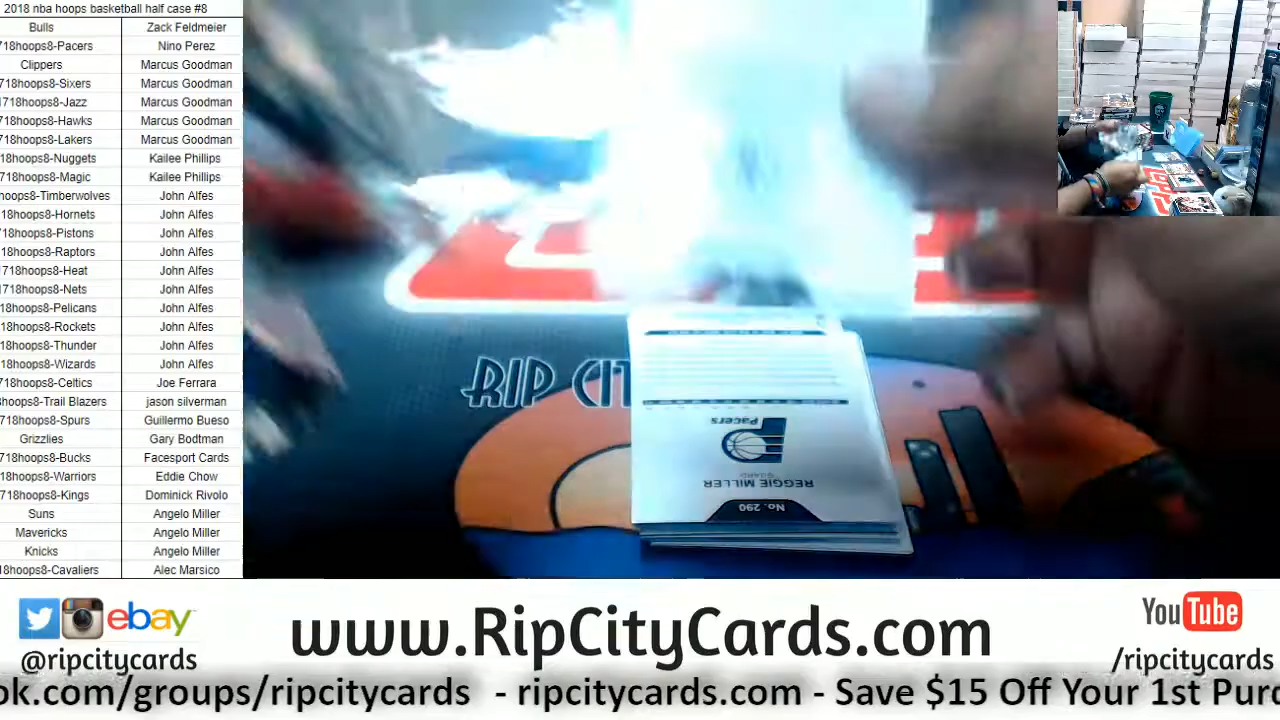 2018 nba hoops basketball half case #8
Bulls Zack Feldmeier
718hoops8-Pacers Nino Perez
Clippers Marcus Goodman
718hoops8-Sixers Marcus Goodman
718hoops8-Jazz Marcus Goodman
718hoops8-Hawks Marcus Goodman
718hoops8-Lakers Marcus Goodman
18hoops8-Nuggets Kailee Phillips
18hoops8-Magic Kailee Phillips
hoops8-Timberwolves John Alfes
18hoops8-Hornets John Alfes
718hoops8-Pistons John Alfes
18hoops8-Raptors John Alfes
718hoops8-Heat John Alfes
718hoops8-Nets John Alfes
18hoops8-Pelicans John Alfes
18hoops8-Rockets John Alfes
18hoops8-Thunder John Alfes
18hoops8-Wizards John Alfes
718hoops8-Celtics Joe Ferrara
hoops8-Trail Blazers jason silverman
718hoops8-Spurs Guillermo Bueso
Grizzlies Gary Bodtman
718hoops8-Bucks Facesport Cards
18hoops8-Warriors Eddie Chow
718hoops8-Kings Dominick Rivolo
Suns Angelo Miller
Mavericks Angelo Miller
Knicks Angelo Miller
18hoops8-Cavaliers Alec Marsico
RIP CIT
Pacers
GUARD
REGGIE MILLER
No. 290
ebay
@ripcitycards
www.RipCityCards.com
YouTube
/ripcitycards
ok.com/groups/ripcitycards - ripcitycards.com - Save $15 Off Your 1st Purc